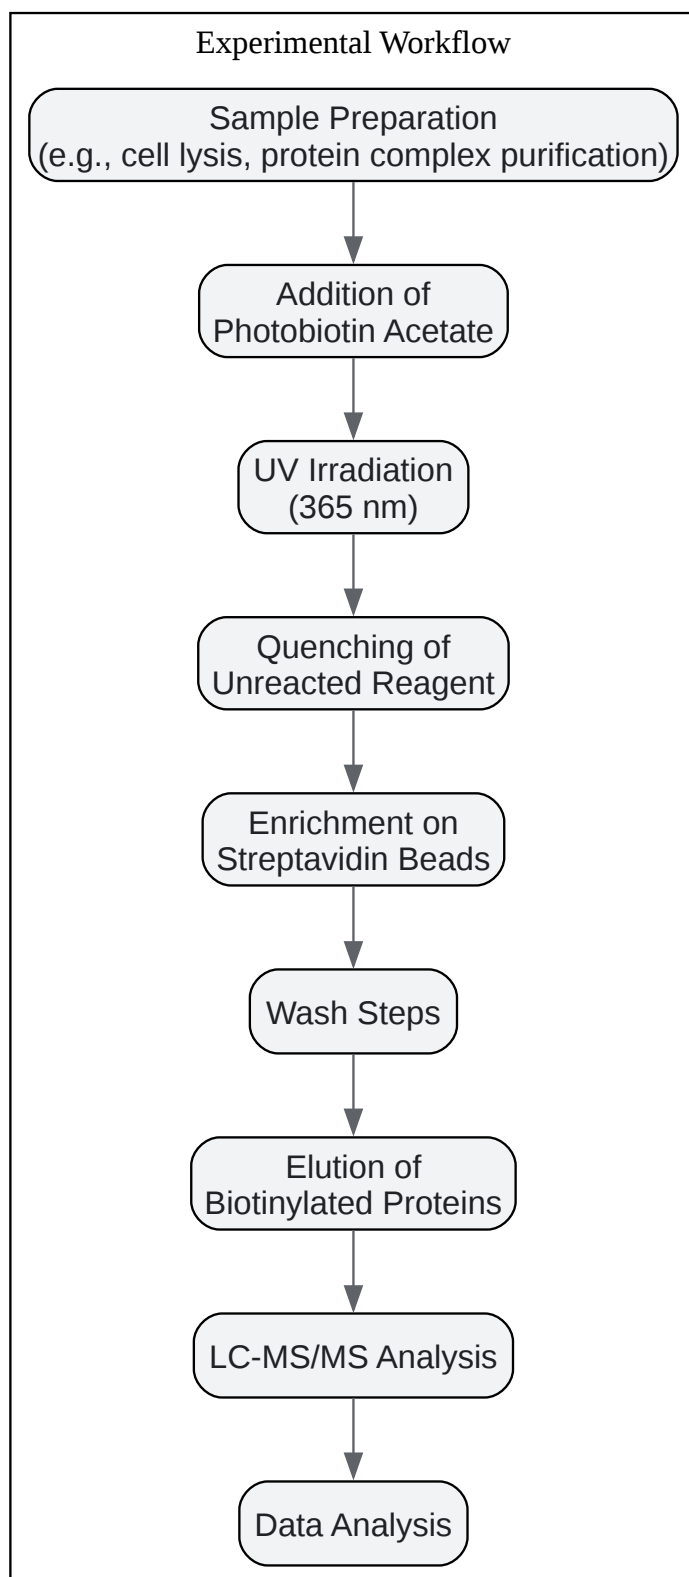 Experimental Workflow
Sample Preparation
(e.g., cell lysis, protein complex purification)
Addition of
Photobiotin Acetate
UV Irradiation
(365 nm)
Quenching of
Unreacted Reagent
Enrichment on
Streptavidin Beads
Wash Steps
Elution of
Biotinylated Proteins
LC-MS/MS Analysis
Data Analysis